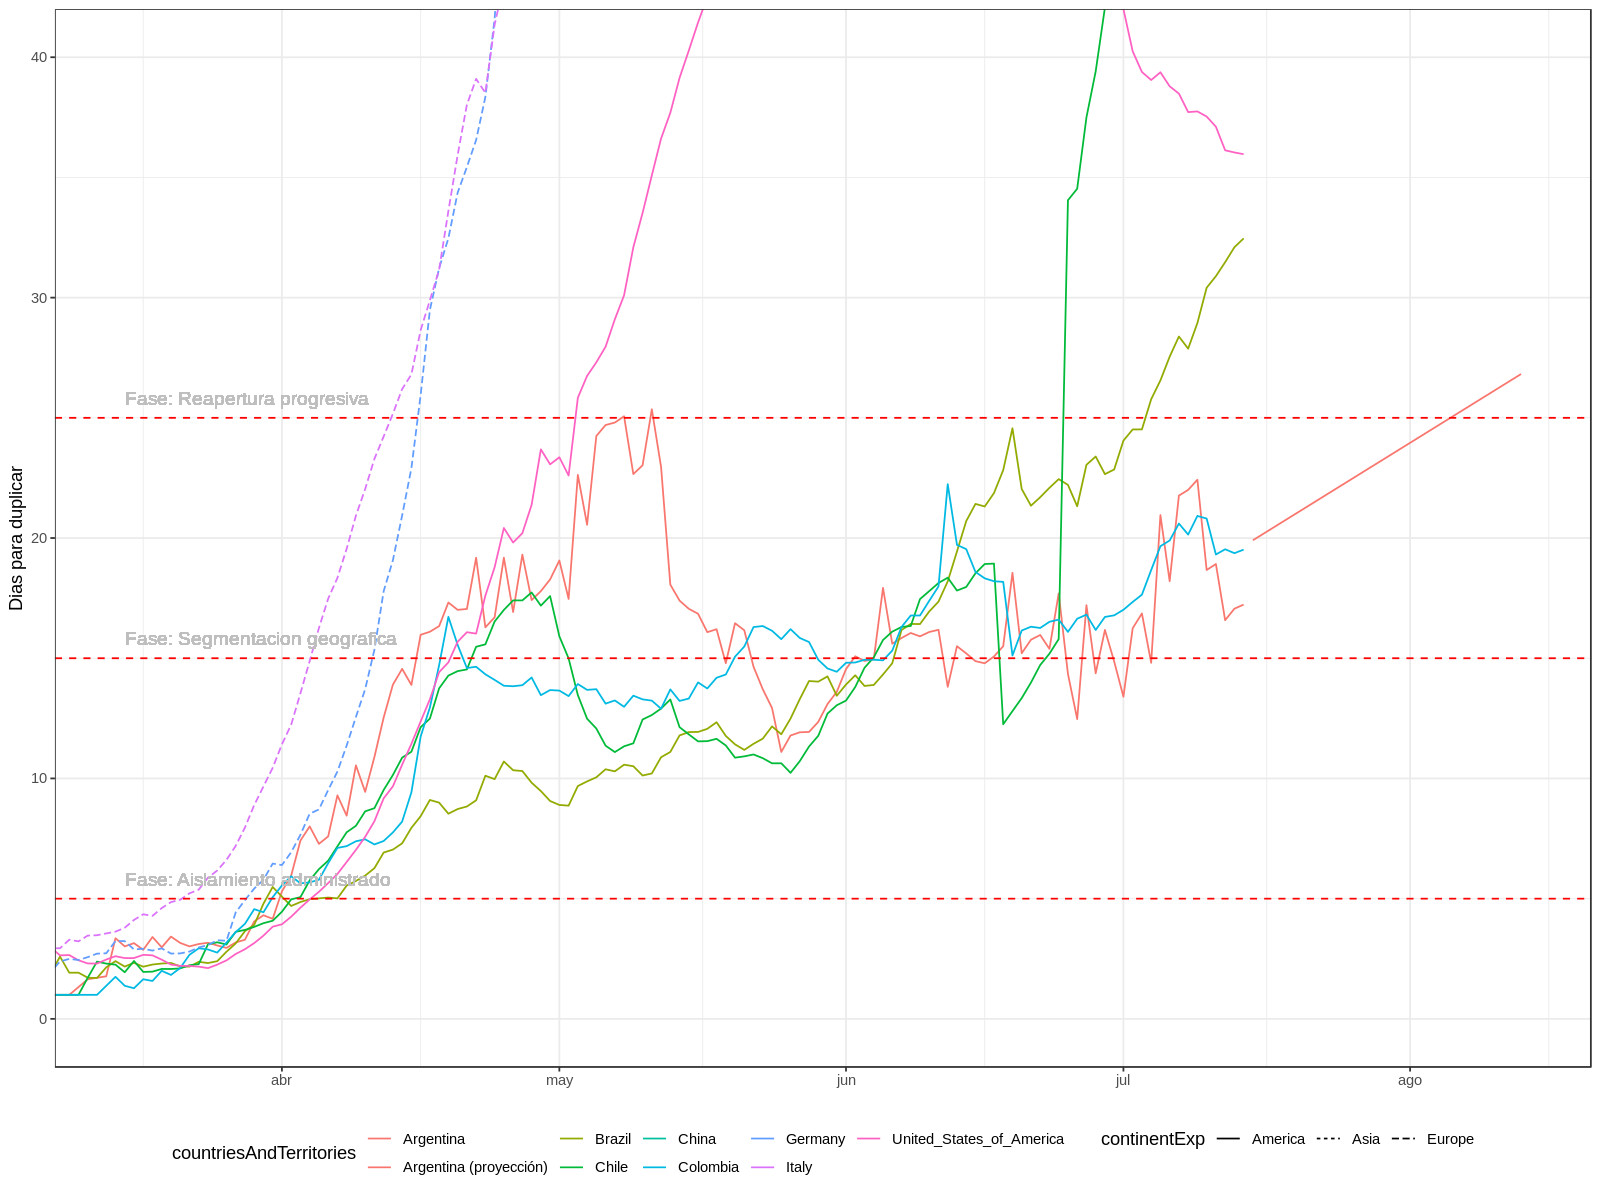 40
30
20
10
0
Dias para duplicar
Fase: Reapertura progresiva
Fase: Segmentacion geografica
Fase: Aislamiento administrado
abr may jun jul ago
countriesAndTerritories
Argentina Brazil China Germany United_States_of_America
Argentina (proyección) Chile Colombia Italy
continentExp America Asia Europe